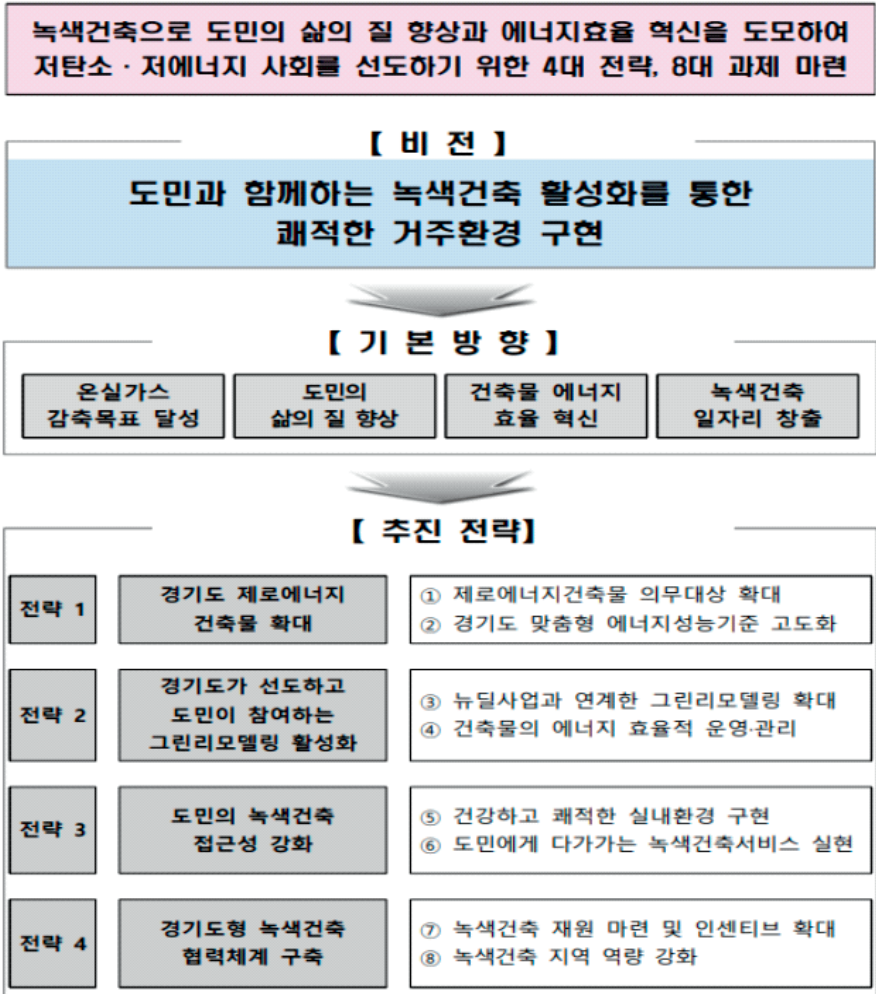 녹색건축으로 도민의 삶의 질 향상과 에너지효율 혁신을 도모하여
저탄소·저에너지 사회를 선도하기 위한 4대 전략, 8대 과제 마련
【 비 전 】
도민과 함께하는 녹색건축 활성화를 통한
쾌적한 거주환경 구현
【 기 본 방 향 】
온실가스
감축목표 달성
도민의
삶의 질 향상
건축물 에너지
효율 혁신
녹색건축
일자리 창출
【 추진 전략】
전략 1
경기도 제로에너지
건축물 확대
① 제로에너지건축물 의무대상 확대
② 경기도 맞춤형 에너지성능기준 고도화
전략 2
경기도가 선도하고
도민이 참여하는
그린리모델링 활성화
③ 뉴딜사업과 연계한 그린리모델링 확대
④ 건축물의 에너지 효율적 운영·관리
전략 3
도민의 녹색건축
접근성 강화
⑤ 건강하고 쾌적한 실내환경 구현
⑥ 도민에게 다가가는 녹색건축서비스 실현
전략 4
경기도형 녹색건축
협력체계 구축
⑦ 녹색건축 재원 마련 및 인센티브 확대
⑧ 녹색건축 지역 역량 강화